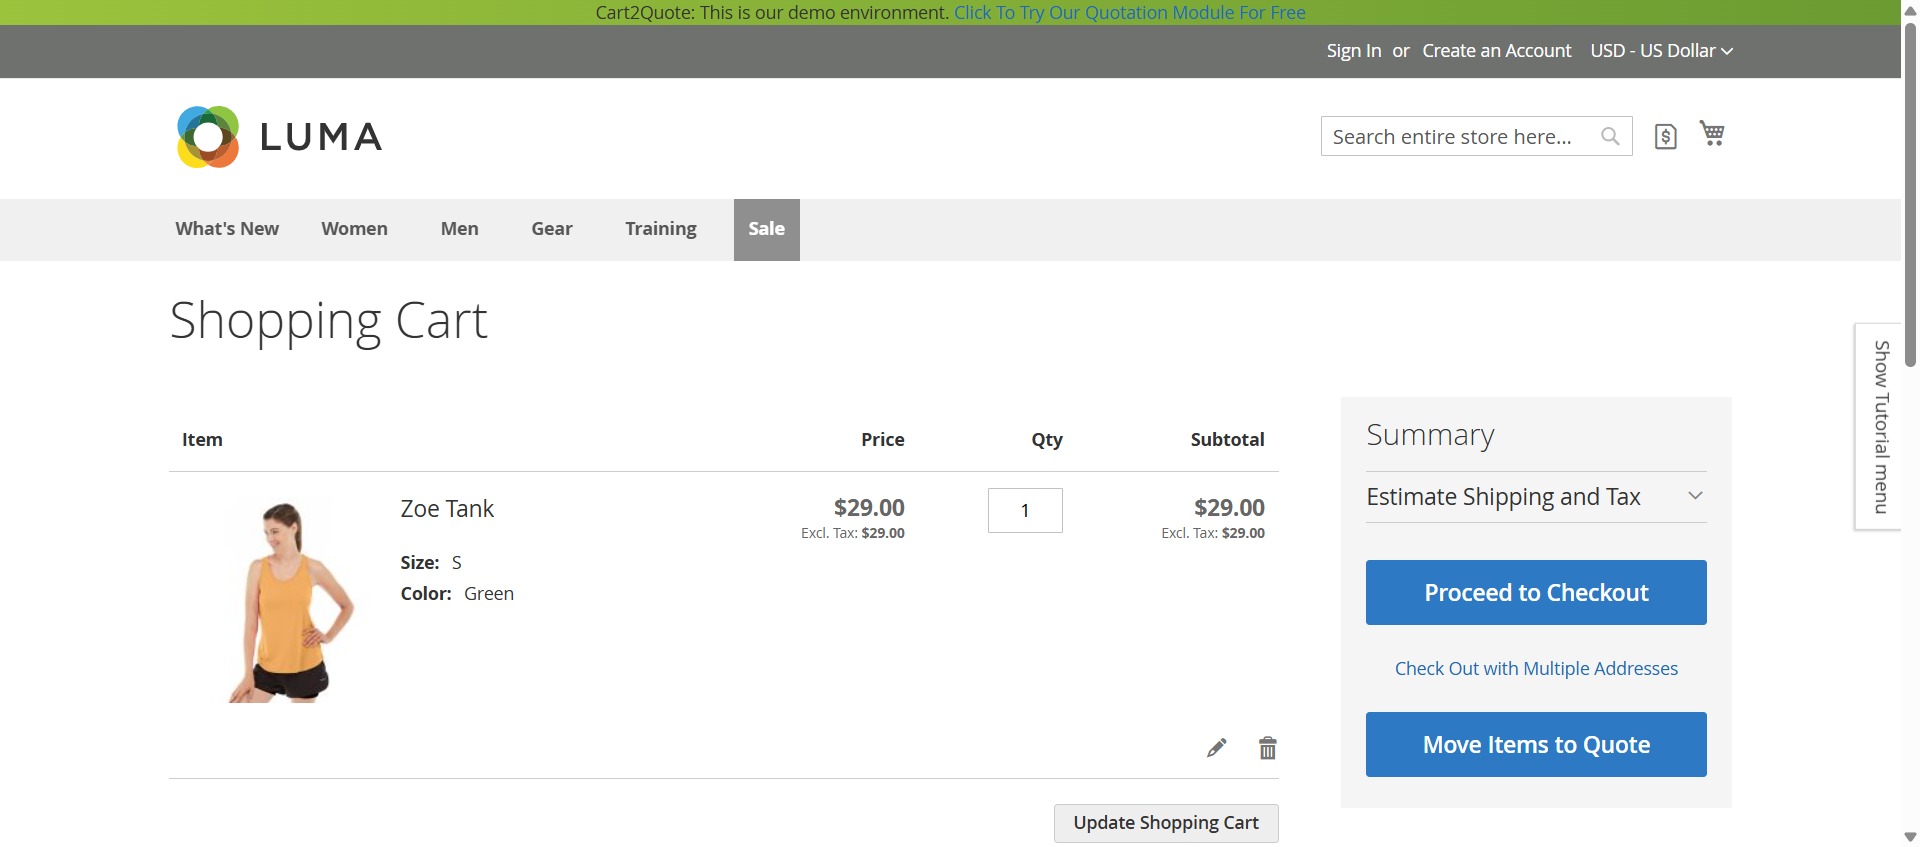 Cart2Quote: This is our demo environment. Click To Try Our Quotation Module For Free
Sign In or Create an Account USD - US Dollar
LUMA
Search entire store here...
$
What's New Women Men Gear Training Sale
Shopping Cart
Show Tutorial menu
Item Price Qty Subtotal
Zoe Tank $29.00 1 $29.00
Excl. Tax: $29.00 Excl. Tax: $29.00
Size: S
Color: Green
Summary
Estimate Shipping and Tax
Proceed to Checkout
Check Out with Multiple Addresses
Move Items to Quote
Update Shopping Cart